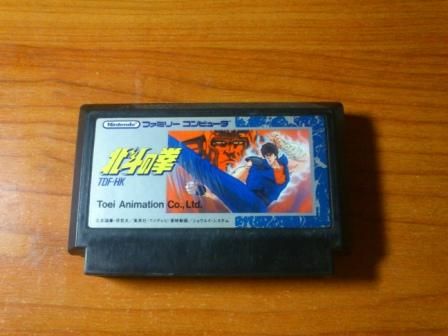 Nintendo ファミリー コンピュータ
北斗の拳
TDF-HK
Toei Animation Co., Ltd.